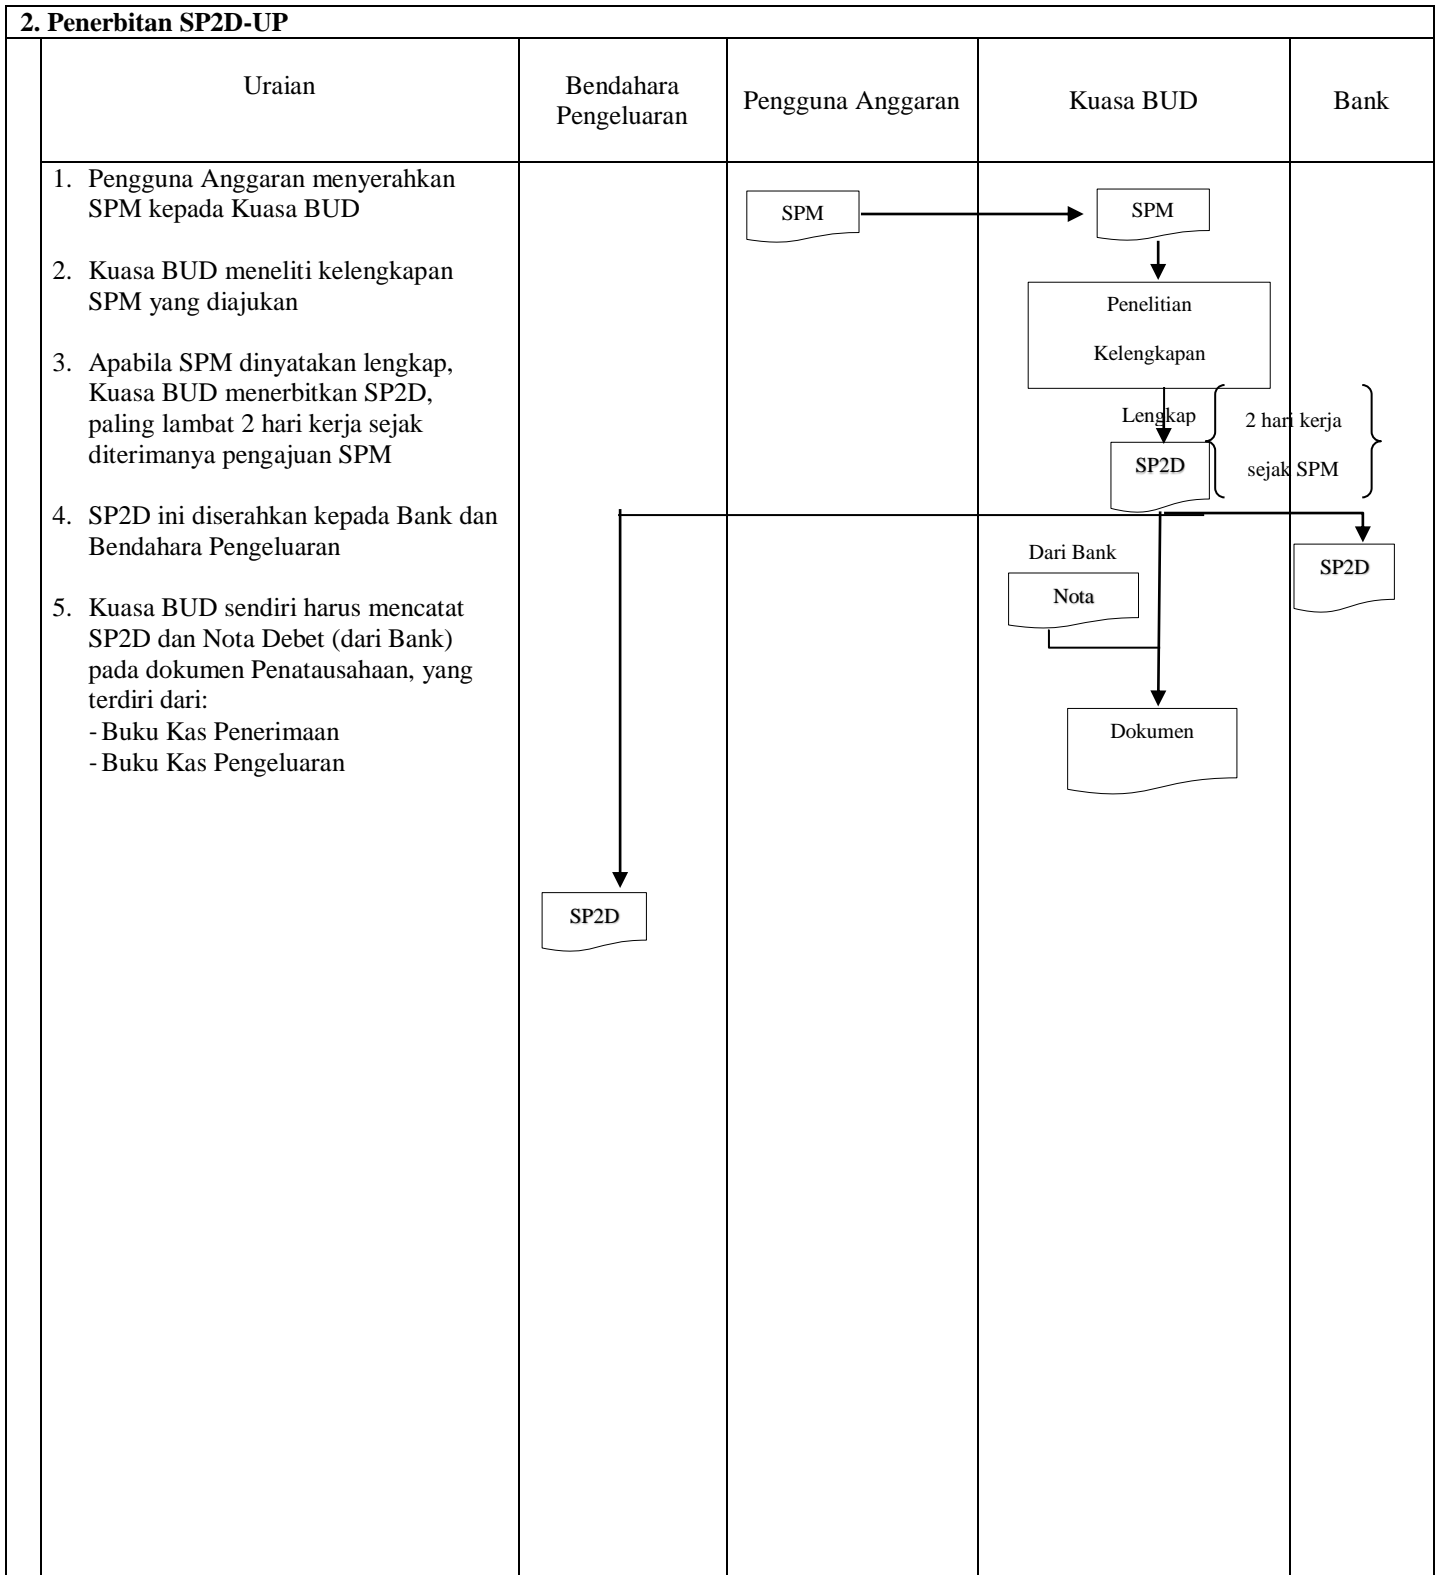 2. Penerbitan SP2D-UP
Uraian
Bendahara
Pengeluaran
Pengguna Anggaran
Kuasa BUD
Bank
1. Pengguna Anggaran menyerahkan
SPM kepada Kuasa BUD
2. Kuasa BUD meneliti kelengkapan
SPM yang diajukan
3. Apabila SPM dinyatakan lengkap,
Kuasa BUD menerbitkan SP2D,
paling lambat 2 hari kerja sejak
diterimanya pengajuan SPM
4. SP2D ini diserahkan kepada Bank dan
Bendahara Pengeluaran
5. Kuasa BUD sendiri harus mencatat
SP2D dan Nota Debet (dari Bank)
pada dokumen Penatausahaan, yang
terdiri dari:
- Buku Kas Penerimaan
- Buku Kas Pengeluaran
SPM
SPM
Penelitian
Kelengkapan
Lengkap
2 hari kerja
sejak SPM
SP2D
Dari Bank
Nota
SP2D
Dokumen
SP2D